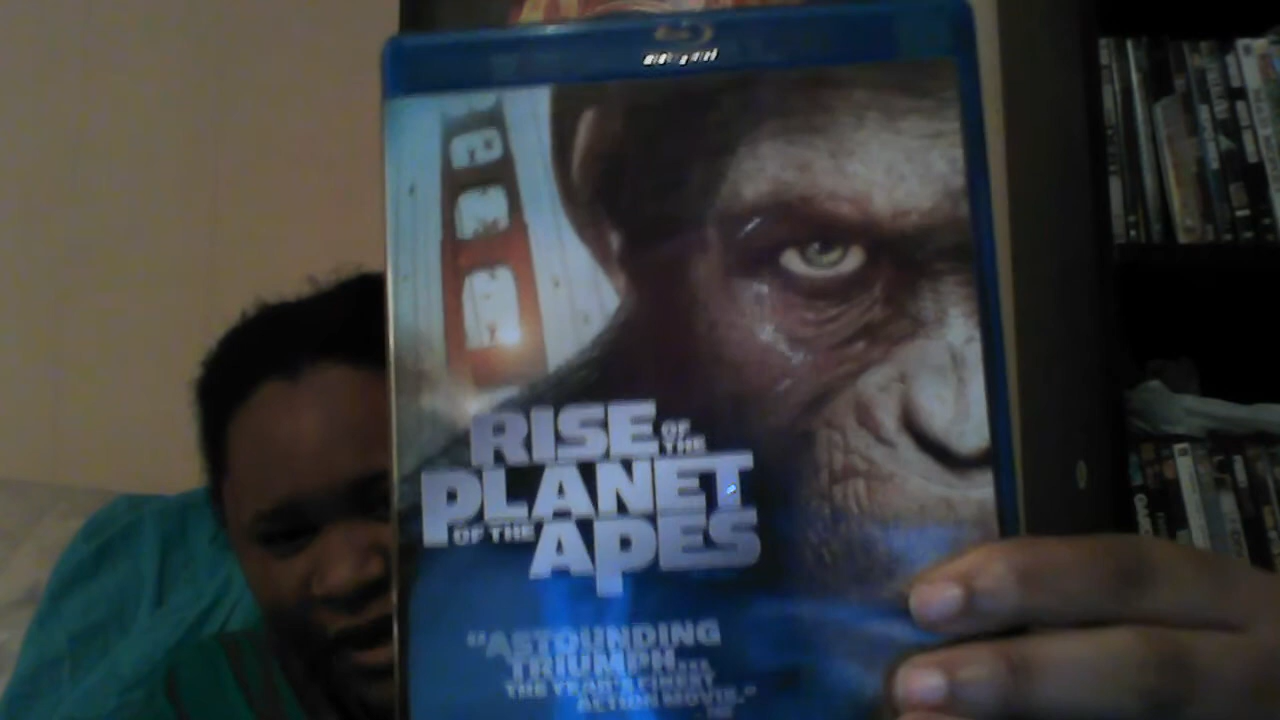 RISE OF THE
PLANET
OF THE APES
"ASTOUNDING
TRIUMPH...
THE YEAR'S FINEST
ACTION MOVIE."